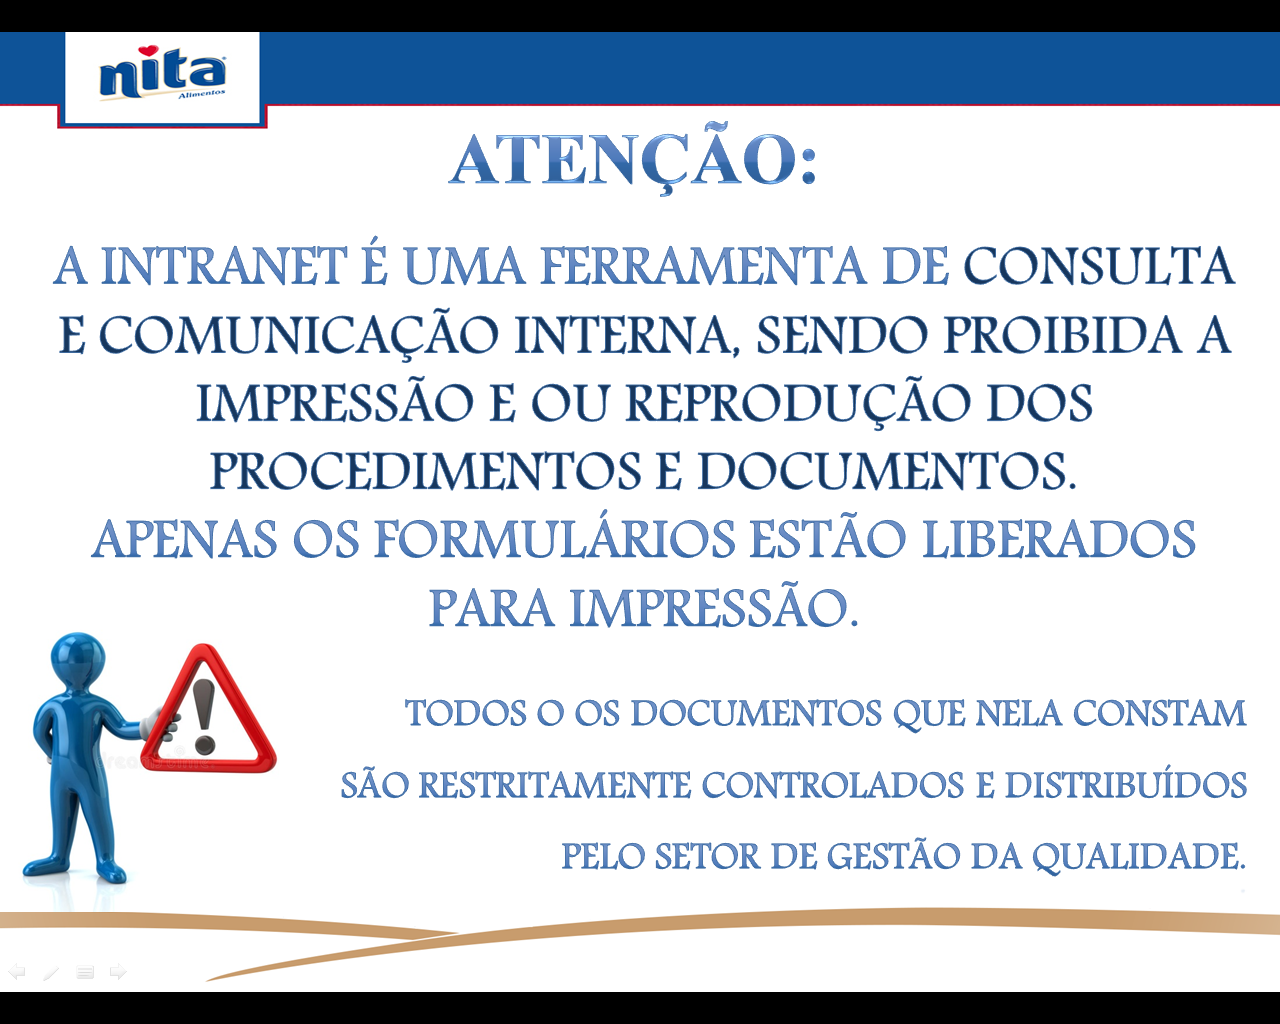 nita
Alimentos
ATENÇÃO:
A INTRANET É UMA FERRAMENTA DE CONSULTA
E COMUNICAÇÃO INTERNA, SENDO PROIBIDA A
IMPRESSÃO E OU REPRODUÇÃO DOS
PROCEDIMENTOS E DOCUMENTOS.
APENAS OS FORMULÁRIOS ESTÃO LIBERADOS
PARA IMPRESSÃO.
TODOS O OS DOCUMENTOS QUE NELA CONSTAM
SÃO RESTRITAMENTE CONTROLADOS E DISTRIBUÍDOS
PELO SETOR DE GESTÃO DA QUALIDADE.